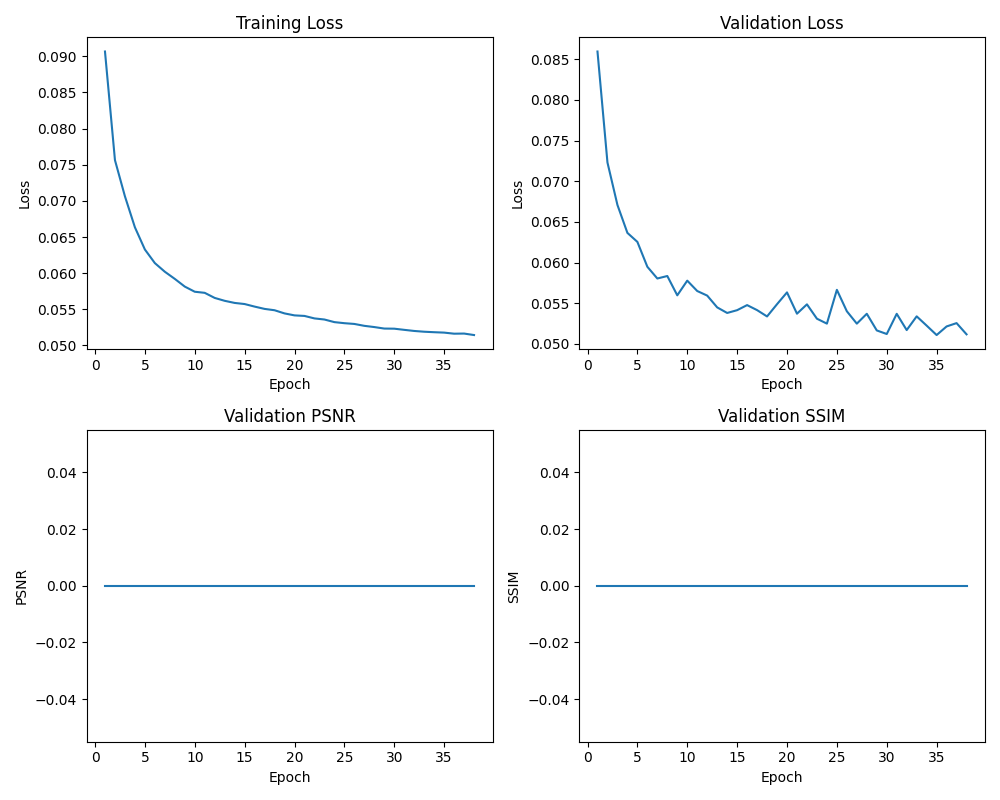 Training Loss
Validation Loss
0.090
0.085
0.080
0.075
0.070
0.065
0.060
0.055
0.050
Loss
0 5 10 15 20 25 30 35
Epoch
0.085
0.080
0.075
0.070
0.065
0.060
0.055
0.050
Loss
0 5 10 15 20 25 30 35
Epoch
Validation PSNR
Validation SSIM
0.04
0.02
0.00
−0.02
−0.04
PSNR
0 5 10 15 20 25 30 35
Epoch
0.04
0.02
0.00
−0.02
−0.04
SSIM
0 5 10 15 20 25 30 35
Epoch